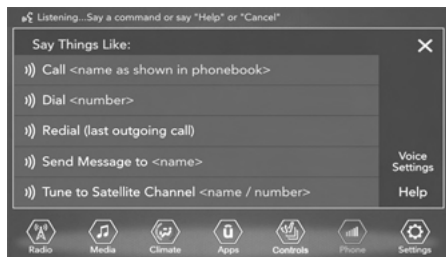 Listening...Say a command or say "Help" or "Cancel"
Say Things Like:
Call <name as shown in phonebook>
Dial <number>
Redial (last outgoing call)
Send Message to <name>
Voice
Settings
Tune to Satellite Channel <name / number>
Help
Radio
Media
Climate
Apps
Controls
Phone
Settings